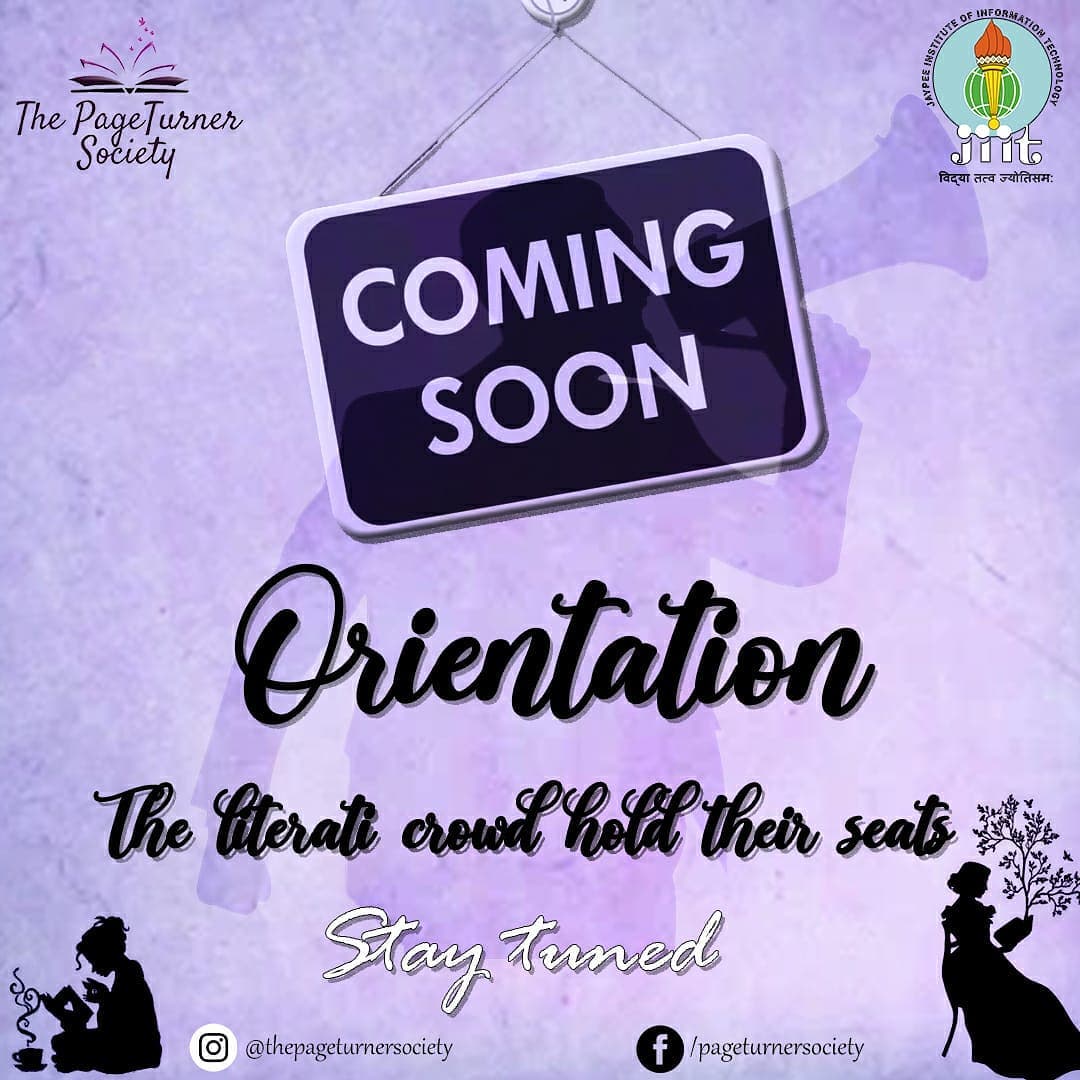 The PageTurner
Society
JAYPEE INSTITUTE OF INFORMATION TECHNOLOGY
jiit
विद्या तत्व ज्योतिसम:
COMING
SOON
Orientation
The literati crowd hold their seats
Stay tuned
@thepageturnersociety
/pageturnersociety